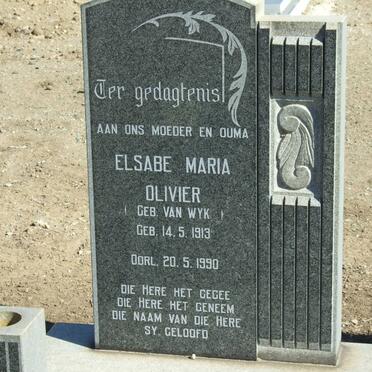 Ter gedagtenis
AAN ONS MOEDER EN OUMA
ELSABE MARIA
OLIVIER
( GEB. VAN WYK )
GEB. 14. 5. 1913
OORL. 20. 5. 1990
DIE HERE HET GEGEE
DIE HERE HET GENEEM
DIE NAAM VAN DIE HERE
SY GELOOFD